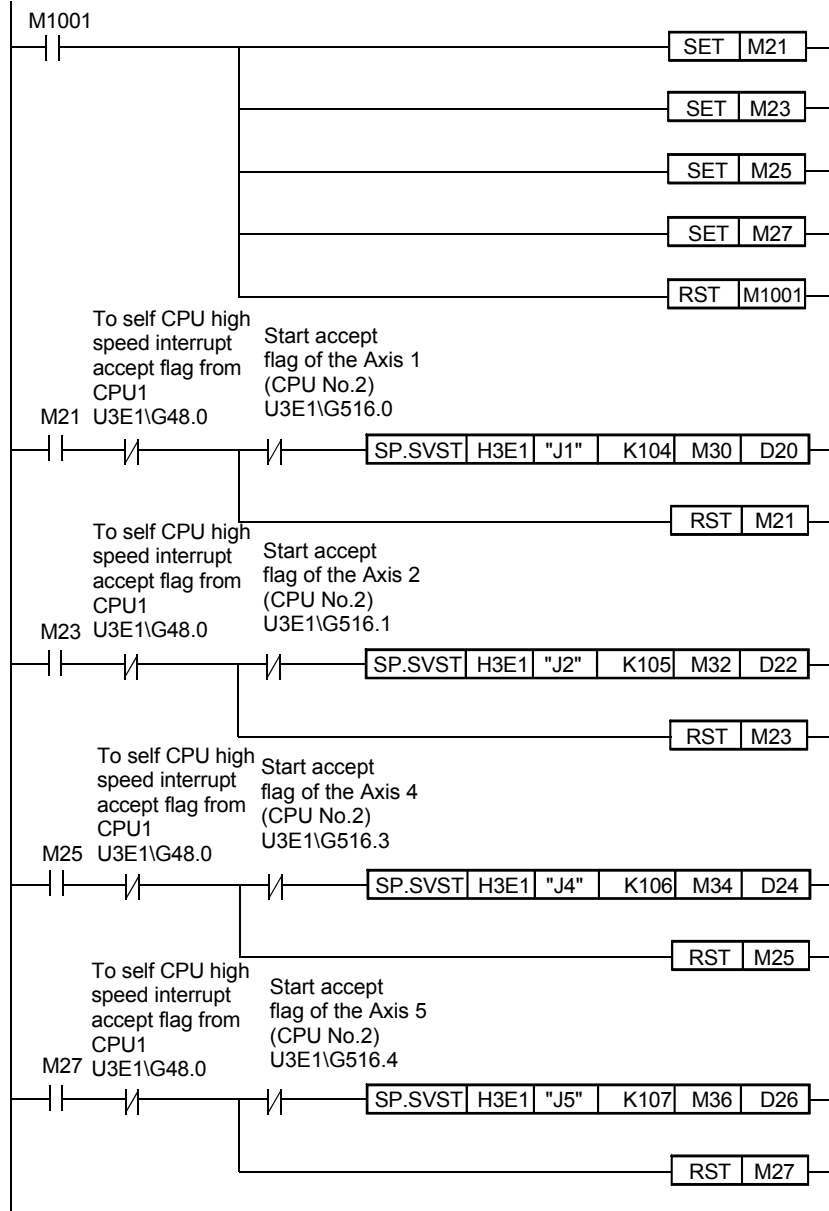 M1001
SET M21
SET M23
SET M25
SET M27
RST M1001
To self CPU high
speed interrupt
accept flag from
CPU1
U3E1\G48.0
Start accept
flag of the Axis 1
(CPU No.2)
U3E1\G516.0
M21
SP.SVST H3E1 "J1" K104 M30 D20
RST M21
To self CPU high
speed interrupt
accept flag from
CPU1
U3E1\G48.0
Start accept
flag of the Axis 2
(CPU No.2)
U3E1\G516.1
M23
SP.SVST H3E1 "J2" K105 M32 D22
RST M23
To self CPU high
speed interrupt
accept flag from
CPU1
U3E1\G48.0
Start accept
flag of the Axis 4
(CPU No.2)
U3E1\G516.3
M25
SP.SVST H3E1 "J4" K106 M34 D24
RST M25
To self CPU high
speed interrupt
accept flag from
CPU1
U3E1\G48.0
Start accept
flag of the Axis 5
(CPU No.2)
U3E1\G516.4
M27
SP.SVST H3E1 "J5" K107 M36 D26
RST M27